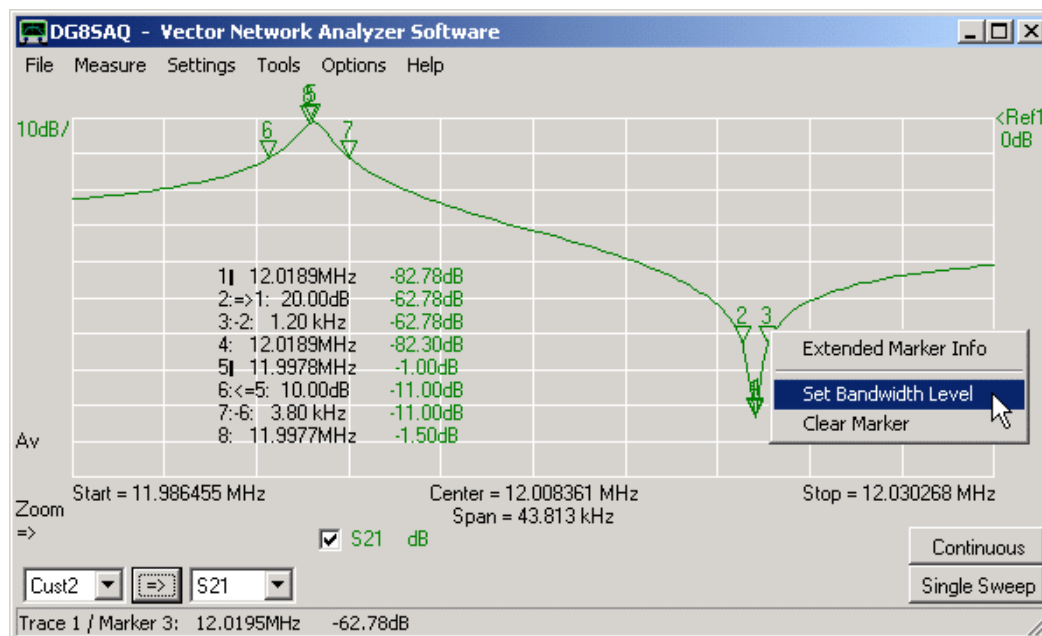 DG8SAQ - Vector Network Analyzer Software
File Measure Settings Tools Options Help
10dB/
6
7
<Ref1
0dB
1| 12.0189MHz -82.78dB
2:=>1: 20.00dB -62.78dB
3:-2: 1.20 kHz -62.78dB
4: 12.0189MHz -82.30dB
5| 11.9978MHz -1.00dB
6:<=5: 10.00dB -11.00dB
7:-6: 3.80 kHz -11.00dB
8: 11.9977MHz -1.50dB
2
3
Extended Marker Info
Set Bandwidth Level
Clear Marker
Av
Start = 11.986455 MHz Center = 12.008361 MHz Stop = 12.030268 MHz
Span = 43.813 kHz
Zoom
=>
S21 dB
Continuous
Cust2 => S21
Single Sweep
Trace 1 / Marker 3: 12.0195MHz -62.78dB